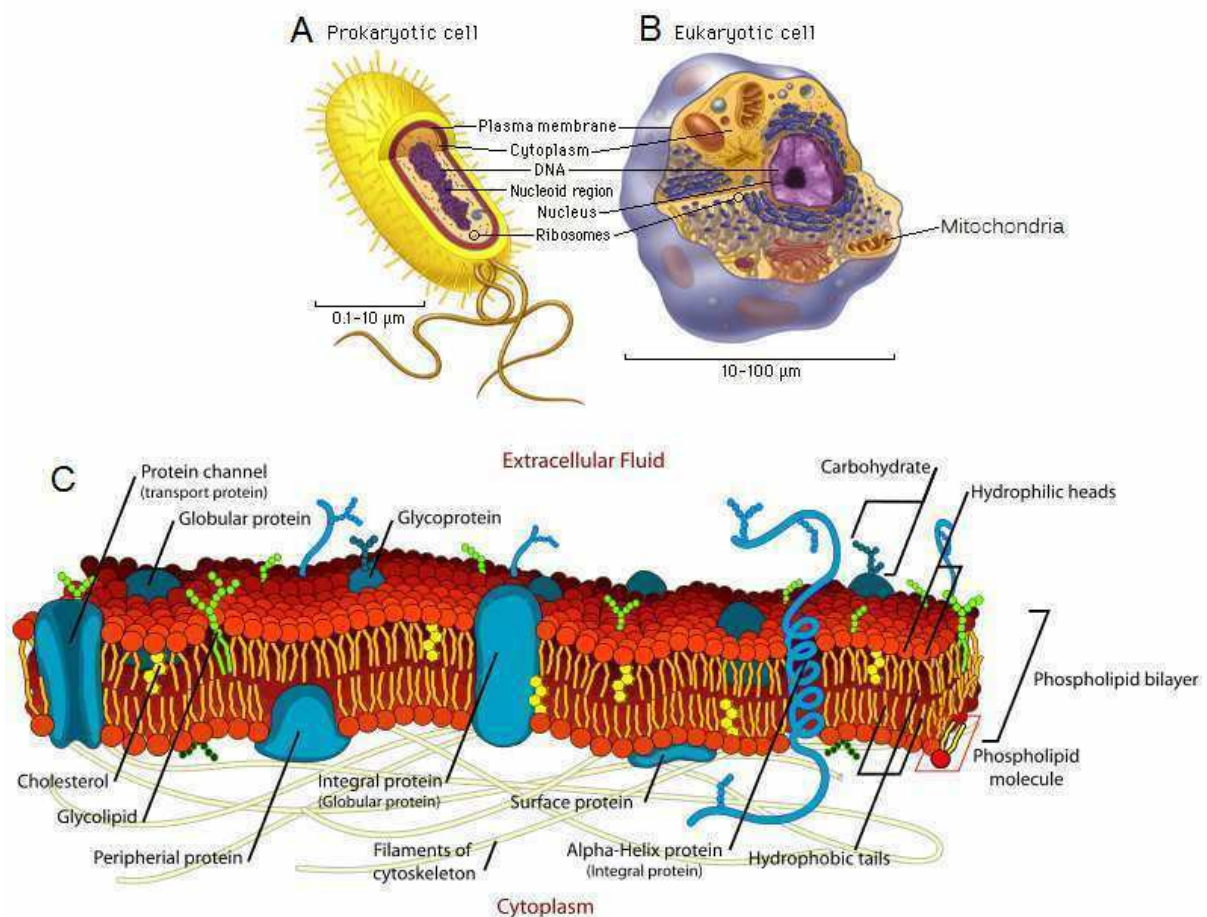 A Prokaryotic cell
B Eukaryotic cell
Plasma membrane
Cytoplasm
DNA
Nucleoid region
Nucleus
Ribosomes
Mitochondria
0.1-10 μm
10-100 μm
C
Extracellular Fluid
Protein channel
(transport protein)
Globular protein
Glycoprotein
Carbohydrate
Hydrophilic heads
Phospholipid bilayer
Phospholipid
molecule
Cholesterol
Glycolipid
Peripherial protein
Integral protein
(Globular protein)
Filaments of
cytoskeleton
Surface protein
Alpha-Helix protein
(Integral protein)
Hydrophobic tails
Cytoplasm